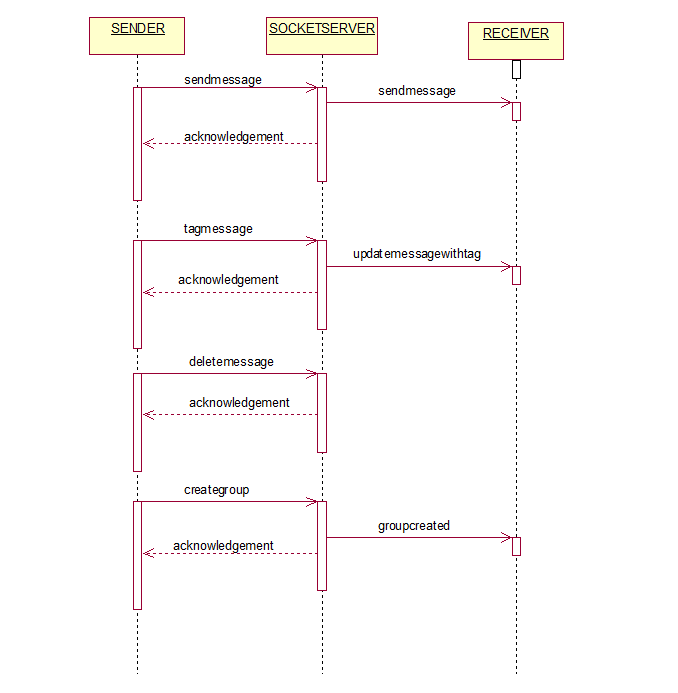 SENDER
SOCKETSERVER
RECEIVER
sendmessage
sendmessage
acknowledgement
tagmessage
updatemessagewithtag
acknowledgement
deletemessage
acknowledgement
creategroup
groupcreated
acknowledgement